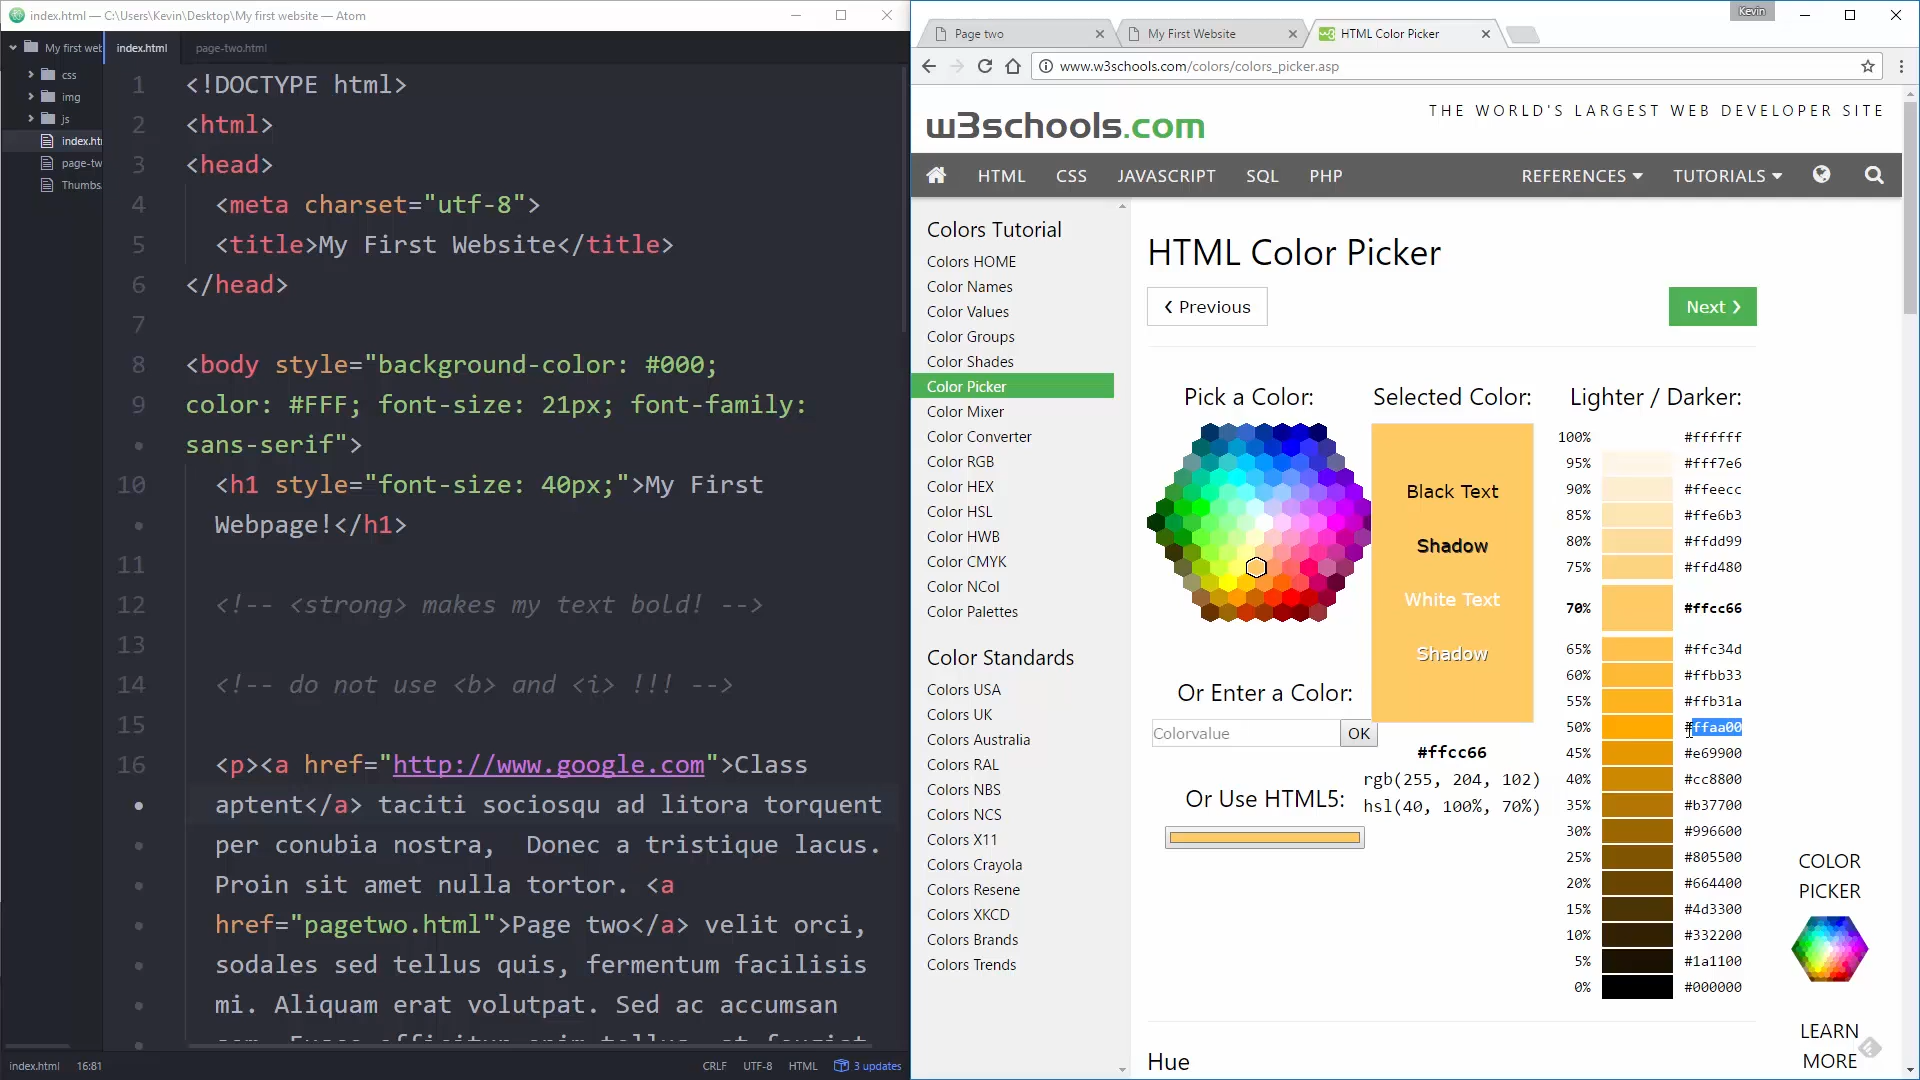 index.html — C:\Users\Kevin\Desktop\My first website — Atom
My first wet
css
img
js
index.ht
page-tw
Thumbs.
index.html
page-two.html
1 <!DOCTYPE html>
2 <html>
3 <head>
4 <meta charset="utf-8">
5 <title>My First Website</title>
6 </head>
7
8 <body style="background-color: #000;
9 color: #FFF; font-size: 21px; font-family:
sans-serif">
10 <h1 style="font-size: 40px;">My First
Webpage!</h1>
11
12 <!-- <strong> makes my text bold! -->
13
14 <!-- do not use <b> and <i> !!! -->
15
16 <p><a href="http://www.google.com">Class
aptent</a> taciti sociosqu ad litora torquent
per conubia nostra,  Donec a tristique lacus.
Proin sit amet nulla tortor. <a
href="pagetwo.html">Page two</a> velit orci,
sodales sed tellus quis, fermentum facilisis
mi. Aliquam erat volutpat. Sed ac accumsan
index.html 16:81 CRLF UTF-8 HTML 3 updates
Kevin
Page two
My First Website
HTML Color Picker
www.w3schools.com/colors/colors_picker.asp
w3schools.com
THE WORLD'S LARGEST WEB DEVELOPER SITE
HTML CSS JAVASCRIPT SQL PHP REFERENCES TUTORIALS
Colors Tutorial
Colors HOME
Color Names
Color Values
Color Groups
Color Shades
Color Picker
Color Mixer
Color Converter
Color RGB
Color HEX
Color HSL
Color HWB
Color CMYK
Color NCol
Color Palettes
Color Standards
Colors USA
Colors UK
Colors Australia
Colors RAL
Colors NBS
Colors NCS
Colors X11
Colors Crayola
Colors Resene
Colors XKCD
Colors Brands
Colors Trends
HTML Color Picker
❮ Previous
Next ❯
Pick a Color:
Or Enter a Color:
Colorvalue OK
Or Use HTML5:
Selected Color:
Black Text
Shadow
White Text
Shadow
#ffcc66
rgb(255, 204, 102)
hsl(40, 100%, 70%)
Lighter / Darker:
100% #ffffff
95% #fff7e6
90% #ffeecc
85% #ffe6b3
80% #ffdd99
75% #ffd480
70% #ffcc66
65% #ffc34d
60% #ffbb33
55% #ffb31a
50% #ffaa00
45% #e69900
40% #cc8800
35% #b37700
30% #996600
25% #805500
20% #664400
15% #4d3300
10% #332200
5% #1a1100
0% #000000
COLOR
PICKER
LEARN
MORE
Hue